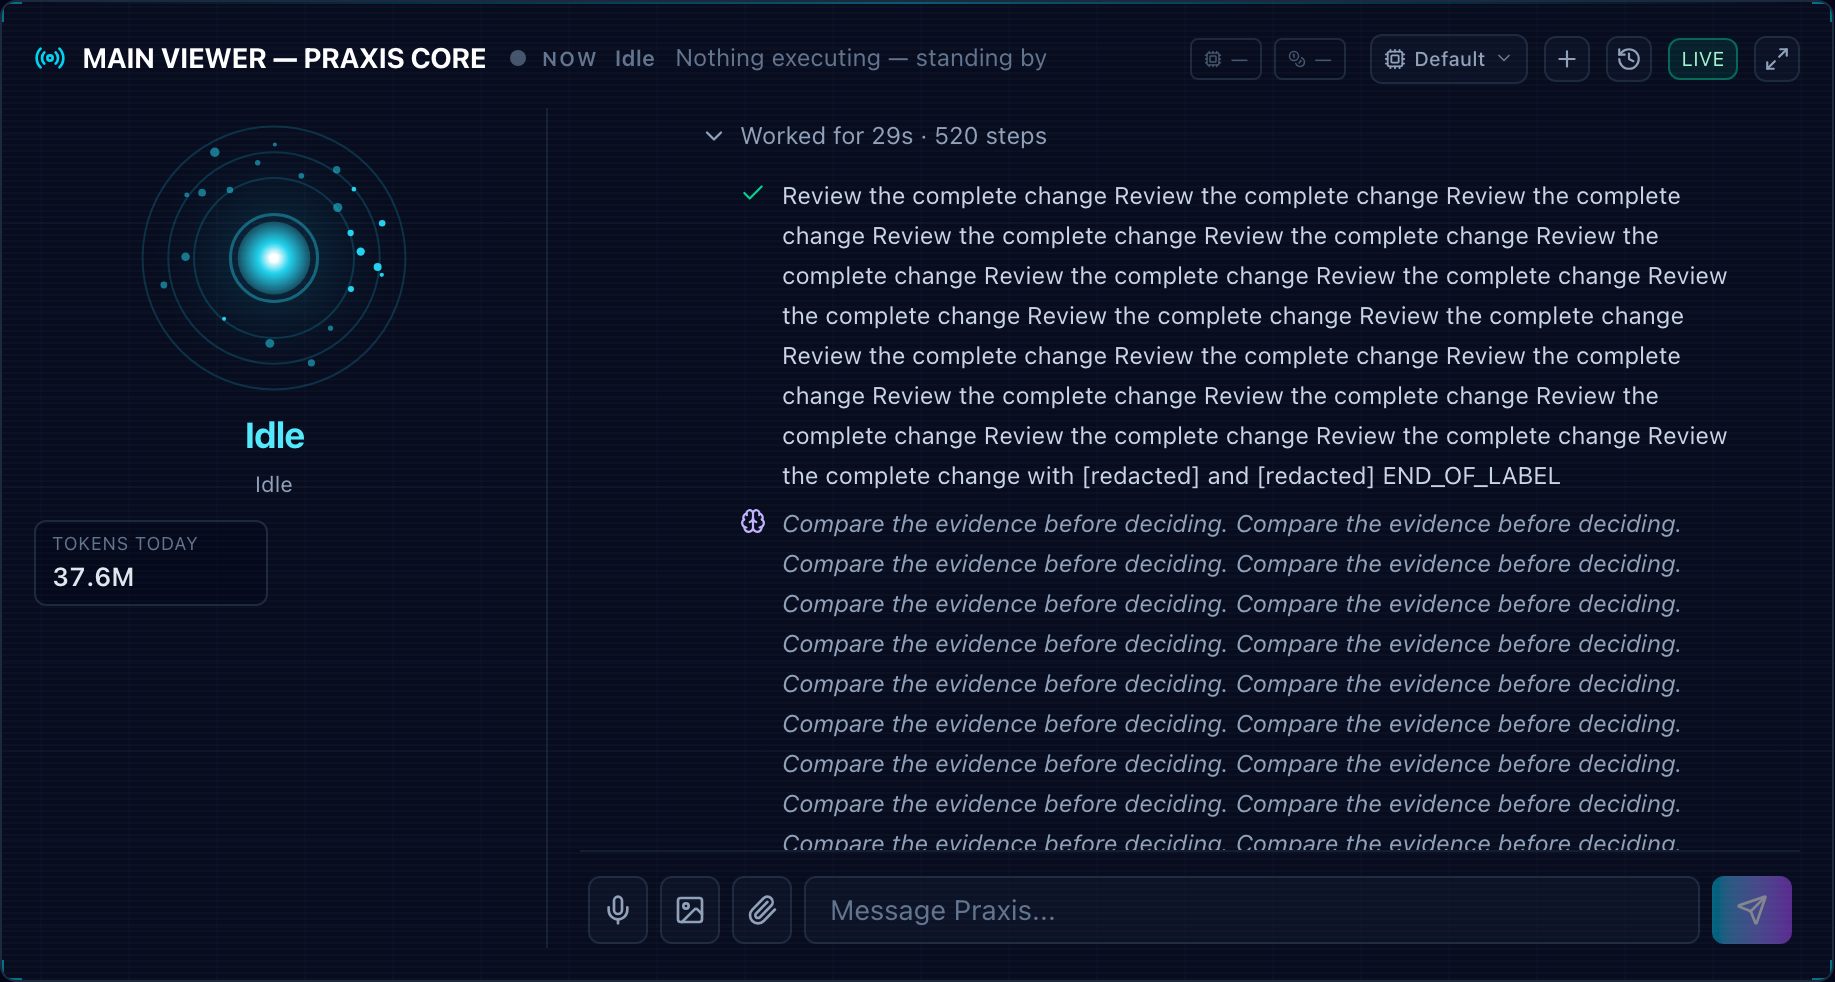 MAIN VIEWER — PRAXIS CORE
NOW Idle Nothing executing — standing by
—
—
Default
LIVE
Idle
Idle
TOKENS TODAY
37.6M
Worked for 29s · 520 steps
Review the complete change Review the complete change Review the complete
change Review the complete change Review the complete change Review the
complete change Review the complete change Review the complete change Review
the complete change Review the complete change Review the complete change
Review the complete change Review the complete change Review the complete
change Review the complete change Review the complete change Review the
complete change Review the complete change Review the complete change Review
the complete change with [redacted] and [redacted] END_OF_LABEL
Compare the evidence before deciding. Compare the evidence before deciding.
Compare the evidence before deciding. Compare the evidence before deciding.
Compare the evidence before deciding. Compare the evidence before deciding.
Compare the evidence before deciding. Compare the evidence before deciding.
Compare the evidence before deciding. Compare the evidence before deciding.
Compare the evidence before deciding. Compare the evidence before deciding.
Compare the evidence before deciding. Compare the evidence before deciding.
Compare the evidence before deciding. Compare the evidence before deciding.
Compare the evidence before deciding. Compare the evidence before deciding.
Message Praxis...